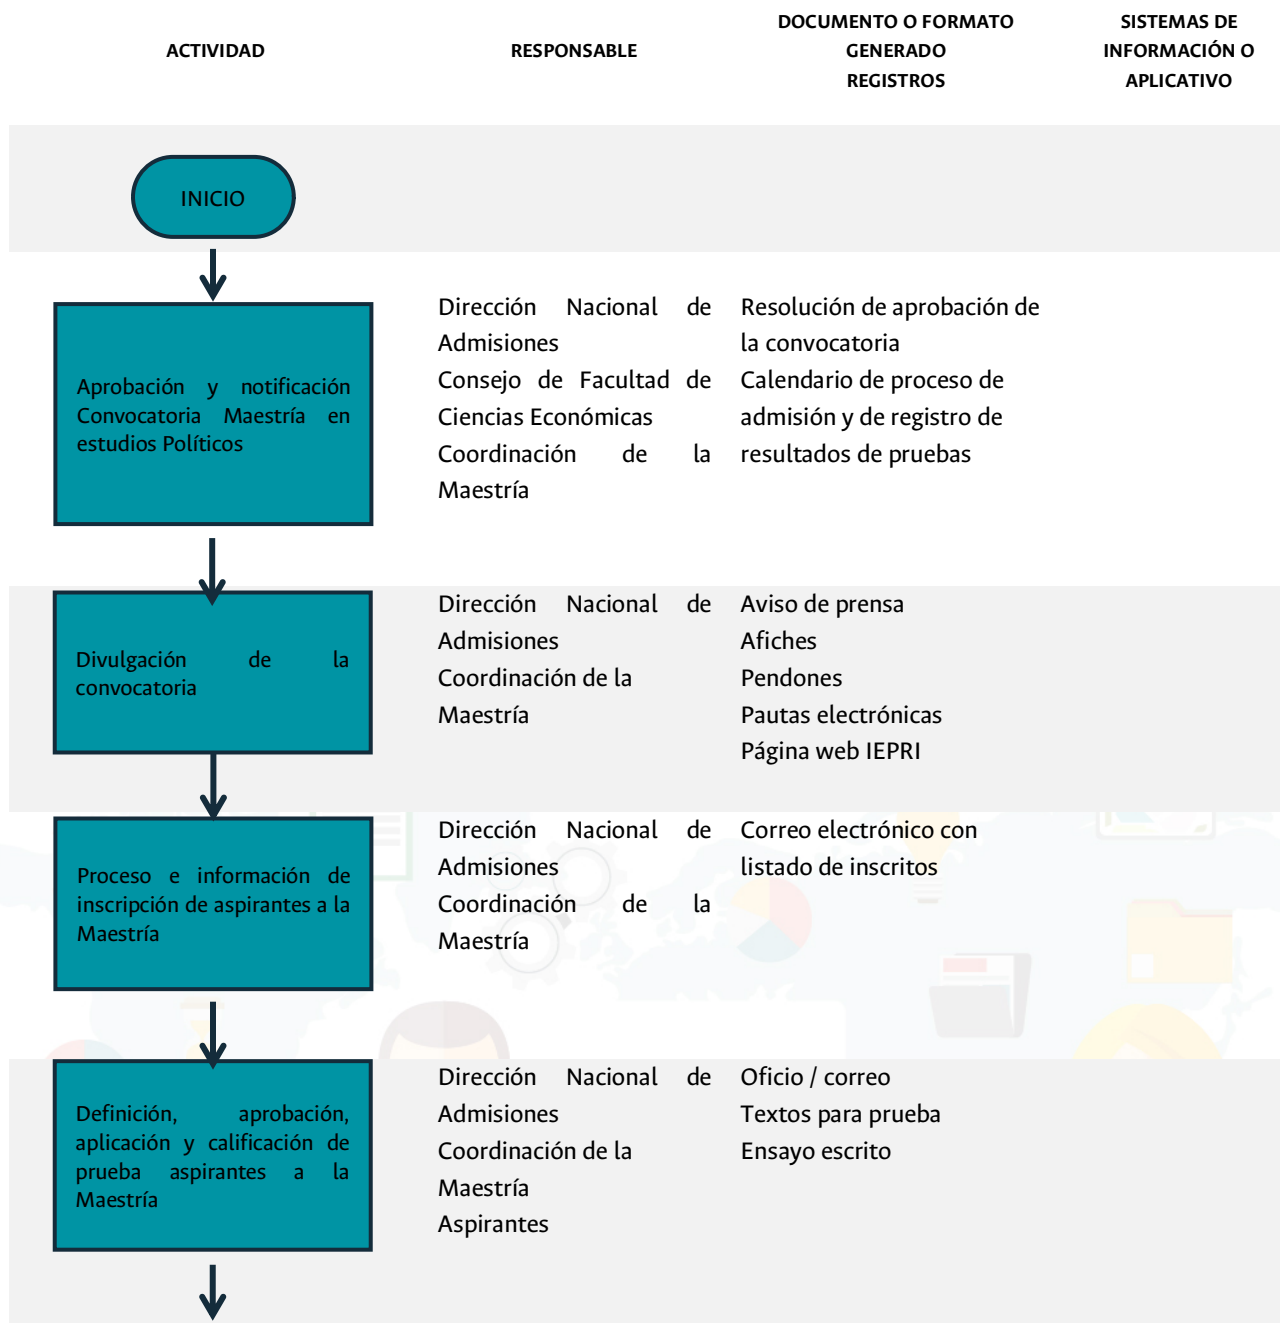 ACTIVIDAD
RESPONSABLE
DOCUMENTO O FORMATO
GENERADO
REGISTROS
SISTEMAS DE
INFORMACIÓN O
APLICATIVO
INICIO
Aprobación y notificación
Convocatoria Maestría en
estudios Políticos
Dirección Nacional de
Admisiones
Consejo de Facultad de
Ciencias Económicas
Coordinación de la
Maestría
Resolución de aprobación de
la convocatoria
Calendario de proceso de
admisión y de registro de
resultados de pruebas
Divulgación de la
convocatoria
Dirección Nacional de
Admisiones
Coordinación de la
Maestría
Aviso de prensa
Afiches
Pendones
Pautas electrónicas
Página web IEPRI
Proceso e información de
inscripción de aspirantes a la
Maestría
Dirección Nacional de
Admisiones
Coordinación de la
Maestría
Correo electrónico con
listado de inscritos
Definición, aprobación,
aplicación y calificación de
prueba aspirantes a la
Maestría
Dirección Nacional de
Admisiones
Coordinación de la
Maestría
Aspirantes
Oficio / correo
Textos para prueba
Ensayo escrito